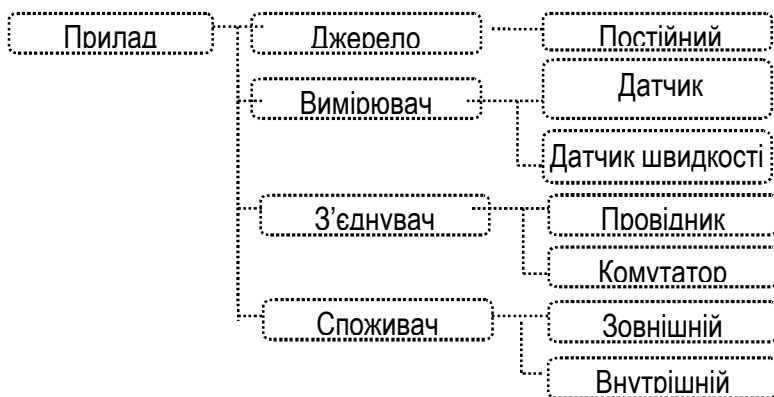 Прилад
Джерело
Постійний
Вимірювач
Датчик
Датчик швидкості
З'єднувач
Провідник
Комутатор
Споживач
Зовнішній
Внутрішній